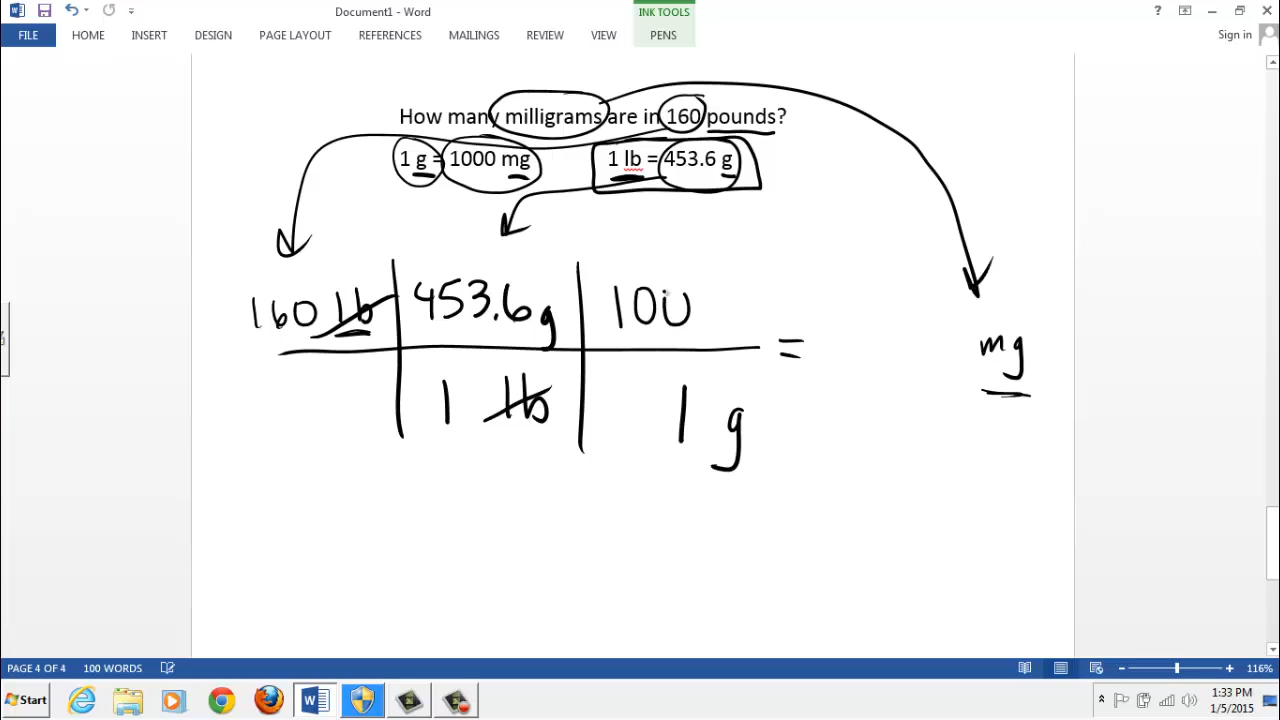 Document1 - Word
INK TOOLS
?
FILE HOME INSERT DESIGN PAGE LAYOUT REFERENCES MAILINGS REVIEW VIEW PENS
Sign in
How many milligrams are in 160 pounds?
1 g = 1000 mg 1 lb = 453.6 g
160 lb 453.6 g 100
= mg
1 lb 1 g
PAGE 4 OF 4 100 WORDS 116%
Start
1:33 PM
1/5/2015